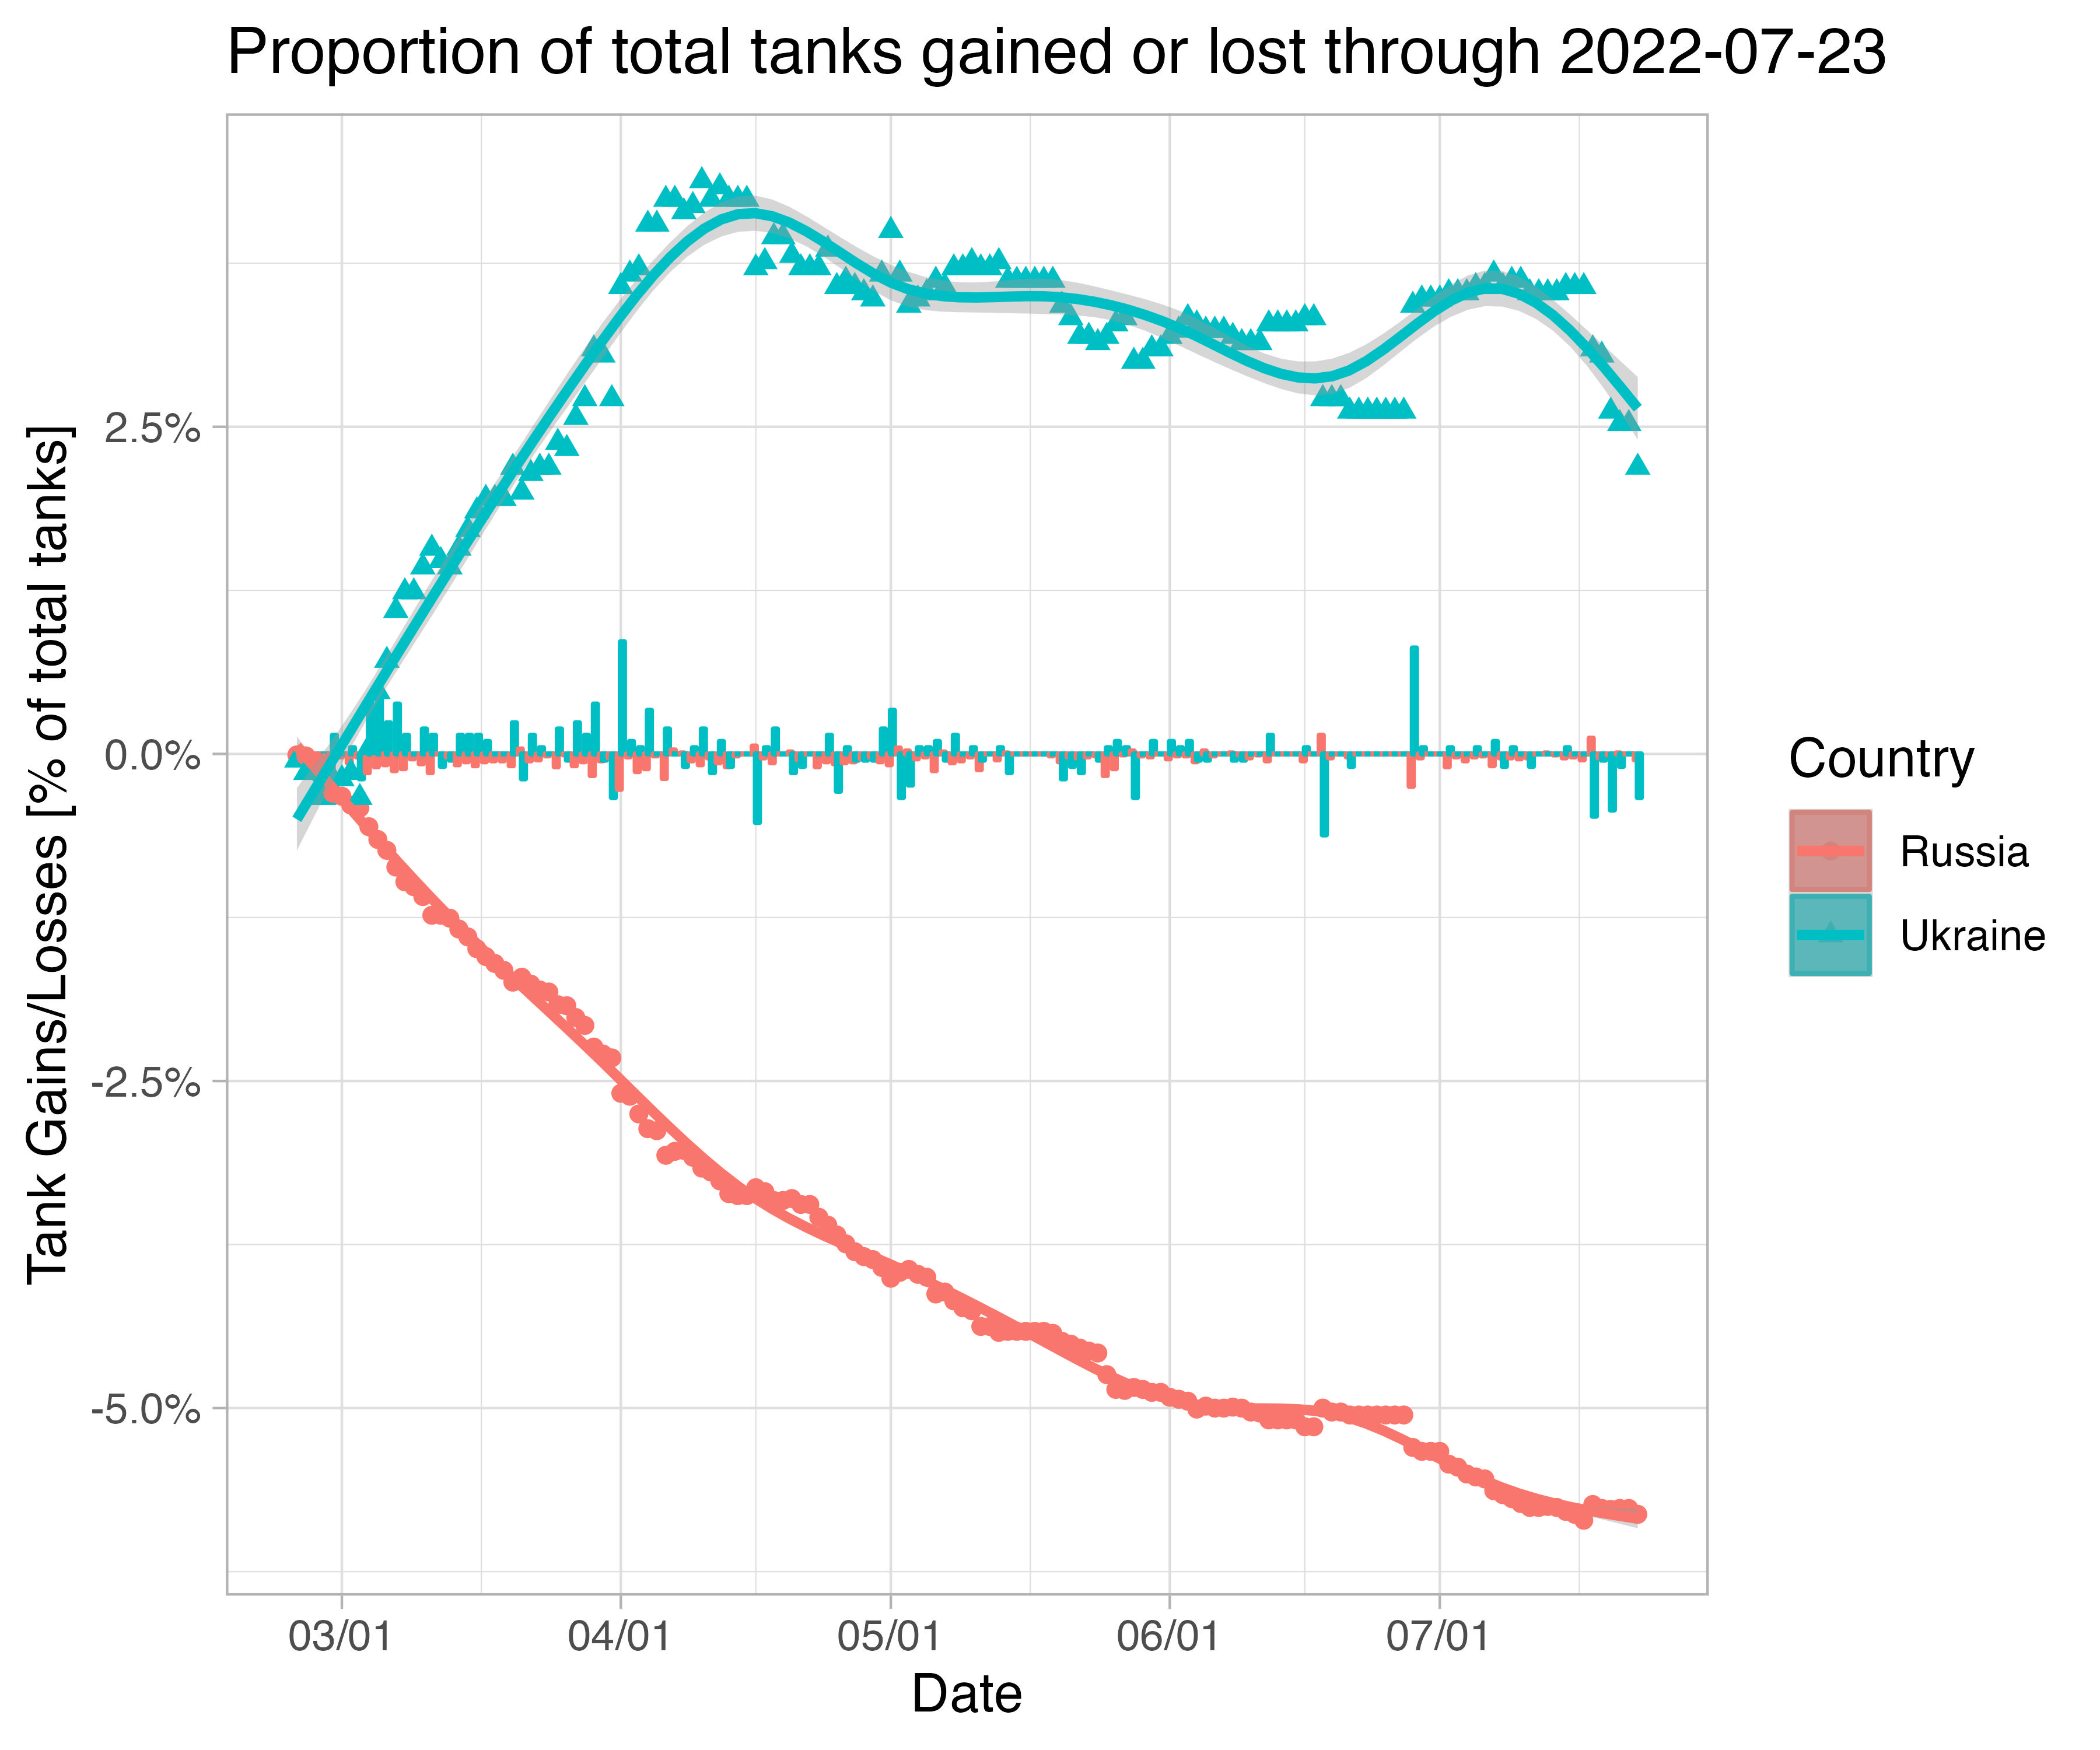 Proportion of total tanks gained or lost through 2022-07-23
Tank Gains/Losses [% of total tanks]
2.5%
0.0%
-2.5%
-5.0%
03/01
04/01
05/01
06/01
07/01
Date
Country
Russia
Ukraine